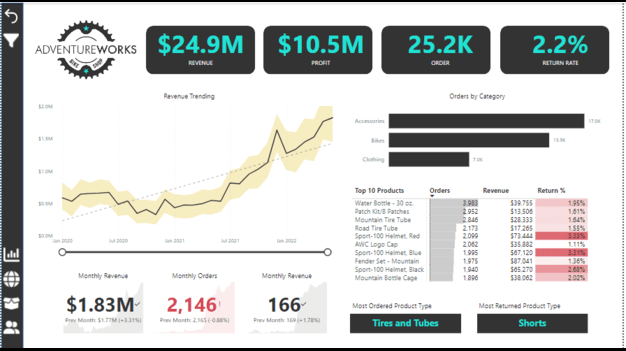 ADVENTUREWORKS
BIKE SHOP
$24.9M
REVENUE
$10.5M
PROFIT
25.2K
ORDER
2.2%
RETURN RATE
Revenue Trending
$2.0M
$1.5M
$1.0M
$0.5M
$0.0M
Jan 2020
Jul 2020
Jan 2021
Jul 2021
Jan 2022
Orders by Category
Accessories
17.0K
Bikes
13.9K
Clothing
7.0K
Top 10 Products Orders Revenue Return %
Water Bottle - 30 oz. 3,983 $39,755 1.95%
Patch Kit/8 Patches 2,952 $13,506 1.61%
Mountain Tire Tube 2,846 $28,333 1.64%
Road Tire Tube 2,173 $17,265 1.55%
Sport-100 Helmet, Red 2,099 $73,444 3.33%
AWC Logo Cap 2,062 $35,882 1.11%
Sport-100 Helmet, Blue 1,995 $67,120 3.31%
Fender Set - Mountain 1,975 $87,041 1.36%
Sport-100 Helmet, Black 1,940 $65,270 2.68%
Mountain Bottle Cage 1,896 $38,062 2.02%
Monthly Revenue
$1.83M
Prev Month: $1.77M (+3.31%)
Monthly Orders
2,146
Prev Month: 2,165 (-0.88%)
Monthly Revenue
166
Prev Month: 169 (+1.78%)
Most Ordered Product Type
Tires and Tubes
Most Returned Product Type
Shorts